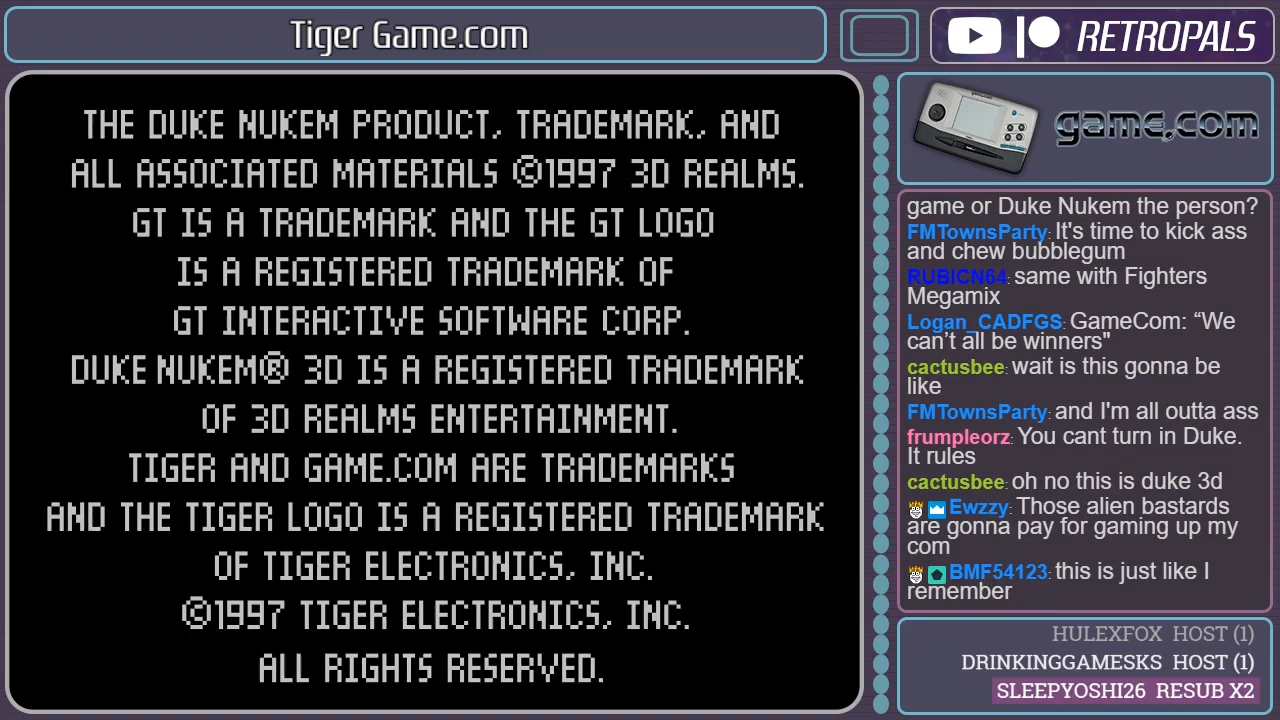 Tiger Game.com
RETROPALS
THE DUKE NUKEM PRODUCT, TRADEMARK, AND
ALL ASSOCIATED MATERIALS ©1997 3D REALMS.
GT IS A TRADEMARK AND THE GT LOGO
IS A REGISTERED TRADEMARK OF
GT INTERACTIVE SOFTWARE CORP.
DUKE NUKEM® 3D IS A REGISTERED TRADEMARK
OF 3D REALMS ENTERTAINMENT.
TIGER AND GAME.COM ARE TRADEMARKS
AND THE TIGER LOGO IS A REGISTERED TRADEMARK
OF TIGER ELECTRONICS, INC.
©1997 TIGER ELECTRONICS, INC.
ALL RIGHTS RESERVED.
game.com
game or Duke Nukem the person?
FMTownsParty: It's time to kick ass
and chew bubblegum
RUBICN64: same with Fighters
Megamix
Logan_CADFGS: GameCom: “We
can’t all be winners"
cactusbee: wait is this gonna be
like
FMTownsParty: and I'm all outta ass
frumpleorz: You cant turn in Duke.
It rules
cactusbee: oh no this is duke 3d
Ewzzy: Those alien bastards
are gonna pay for gaming up my
com
BMF54123: this is just like I
remember
HULEXFOX HOST (1)
DRINKINGGAMESKS HOST (1)
SLEEPYOSHI26 RESUB X2